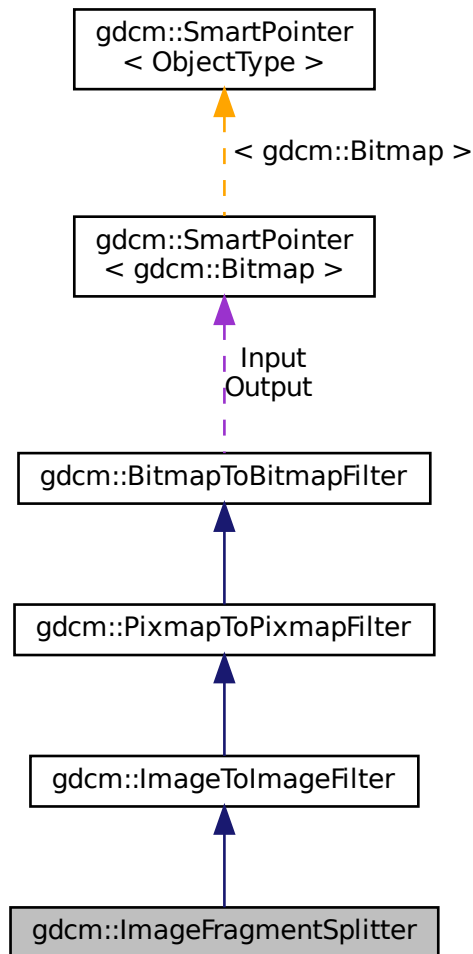 gdcm::SmartPointer
< ObjectType >
< gdcm::Bitmap >
gdcm::SmartPointer
< gdcm::Bitmap >
Input
Output
gdcm::BitmapToBitmapFilter
gdcm::PixmapToPixmapFilter
gdcm::ImageToImageFilter
gdcm::ImageFragmentSplitter